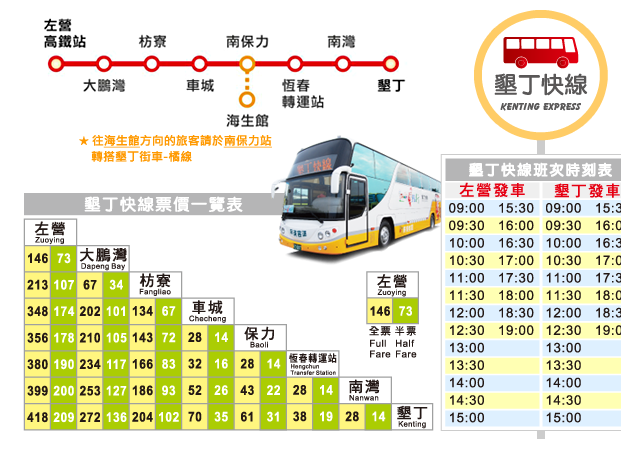 左營
高鐵站
枋寮
南保力
南灣
大鵬灣
車城
恆春
轉運站
墾丁
海生館
★ 往海生館方向的旅客請於南保力站
轉搭墾丁街車-橘線
墾丁快線
KENTING EXPRESS
墾丁快線票價一覽表
左營
Zuoying
146 73 大鵬灣
Dapeng Bay
213 107 67 34 枋寮
Fangliao
348 174 202 101 134 67 車城
Checheng
356 178 210 105 143 72 28 14 保力
Baoli
380 190 234 117 166 83 32 16 28 14 恆春轉運站
Hengchun
Transfer Station
399 200 253 127 186 93 52 26 43 22 28 14 南灣
Nanwan
418 209 272 136 204 102 70 35 61 31 38 19 28 14 墾丁
Kenting
左營
Zuoying
146 73
全票 半票
Full Half
Fare Fare
墾丁快線班次時刻表
左營發車 墾丁發車
09:00 15:30 09:00 15:3
09:30 16:00 09:30 16:0
10:00 16:30 10:00 16:3
10:30 17:00 10:30 17:0
11:00 17:30 11:00 17:3
11:30 18:00 11:30 18:0
12:00 18:30 12:00 18:3
12:30 19:00 12:30 19:0
13:00 13:00
13:30 13:30
14:00 14:00
14:30 14:30
15:00 15:00